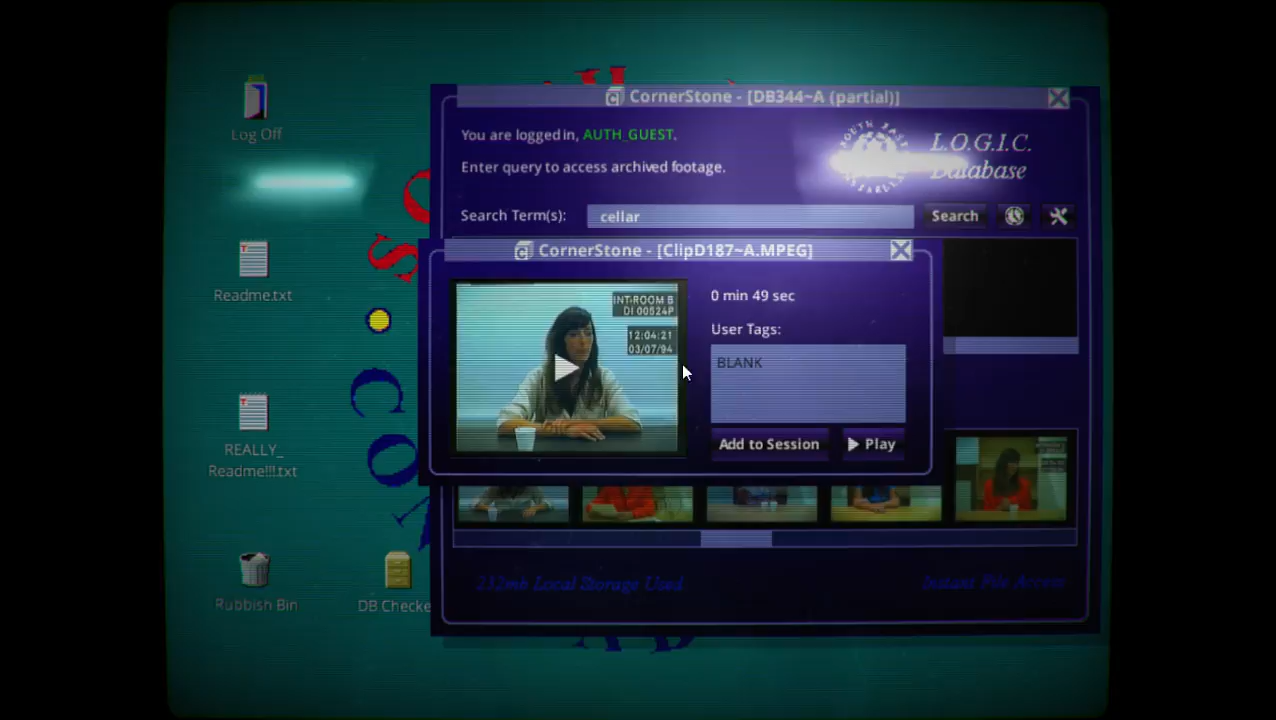 CornerStone - [DB344~A (partial)]
Log Off
You are logged in, AUTH_GUEST.
Enter query to access archived footage.
SOUTH EAST
L.O.G.I.C.
Database
Search Term(s):
cellar
Search
CornerStone - [ClipD187~A.MPEG]
Readme.txt
INT-ROOM B
DI 00524P
12:04:21
03/07/94
0 min 49 sec
User Tags:
BLANK
Add to Session
Play
REALLY_
Readme!!!.txt
Rubbish Bin
DB Checke
232mb Local Storage Used
Instant File Access